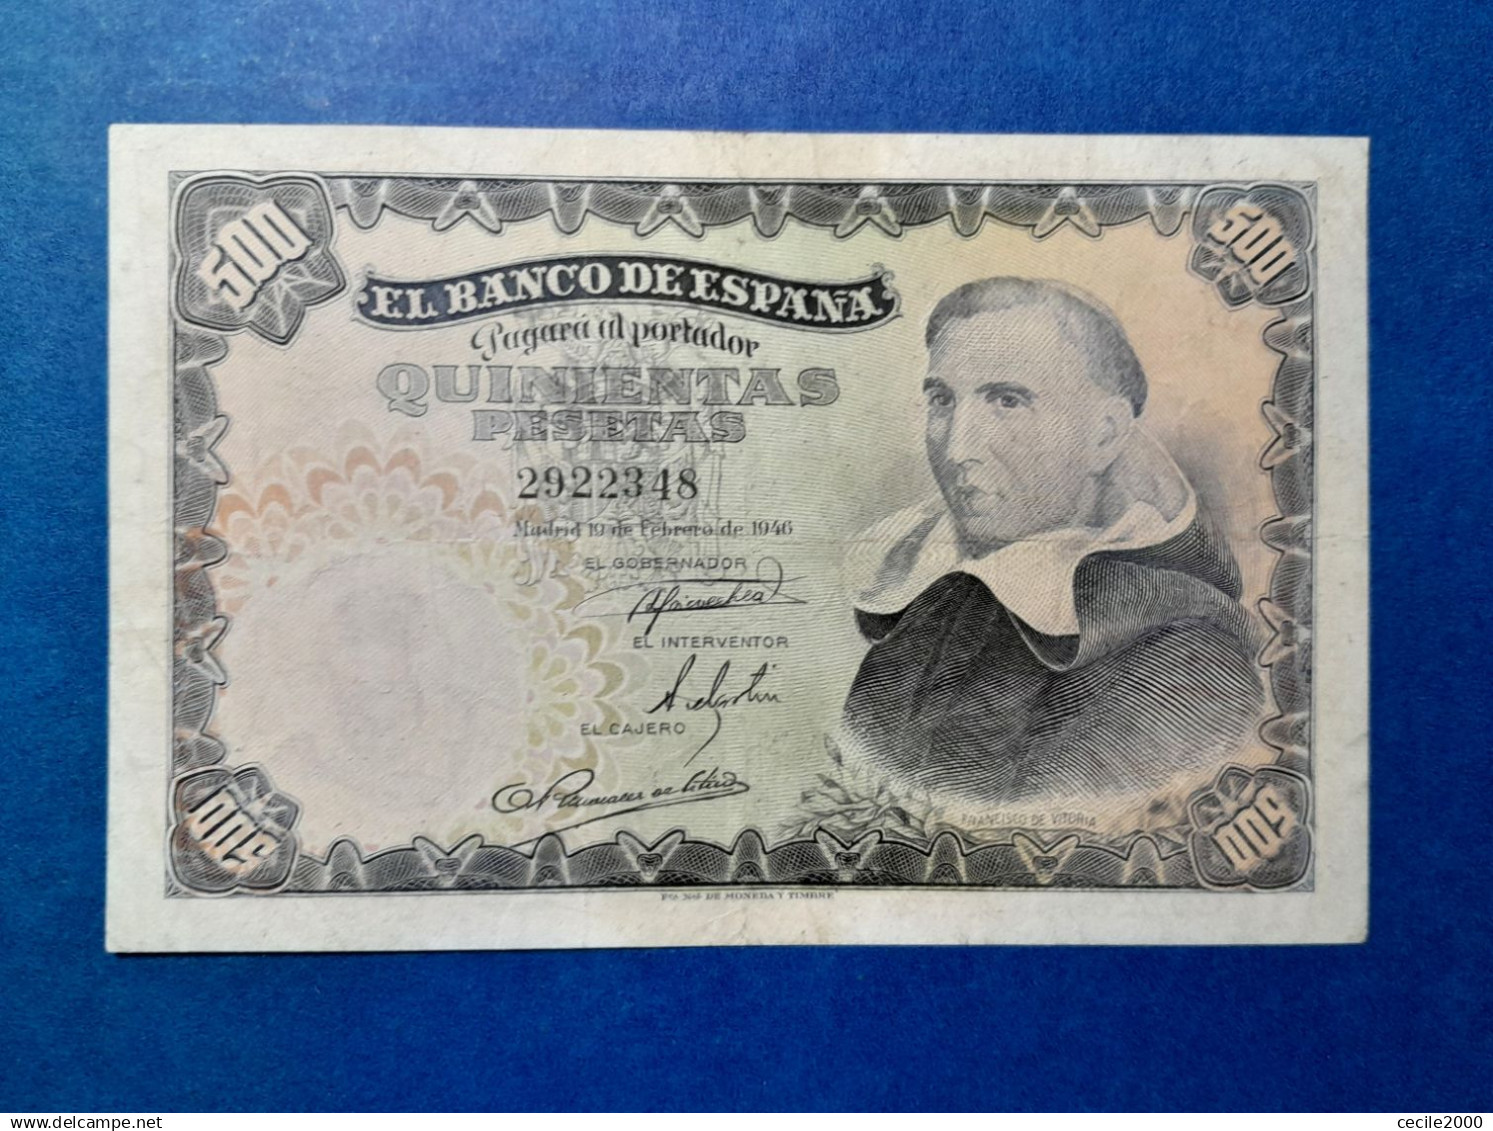 500
500
EL BANCO DE ESPAÑA
Pagará al portador
QUINIENTAS
PESETAS
2922348
Madrid 19 de Febrero de 1946
EL GOBERNADOR
EL INTERVENTOR
EL CAJERO
FRANCISCO DE VITORIA
500
500
Fca. Nal. DE MONEDA Y TIMBRE
www.delcampe.net
cecile2000